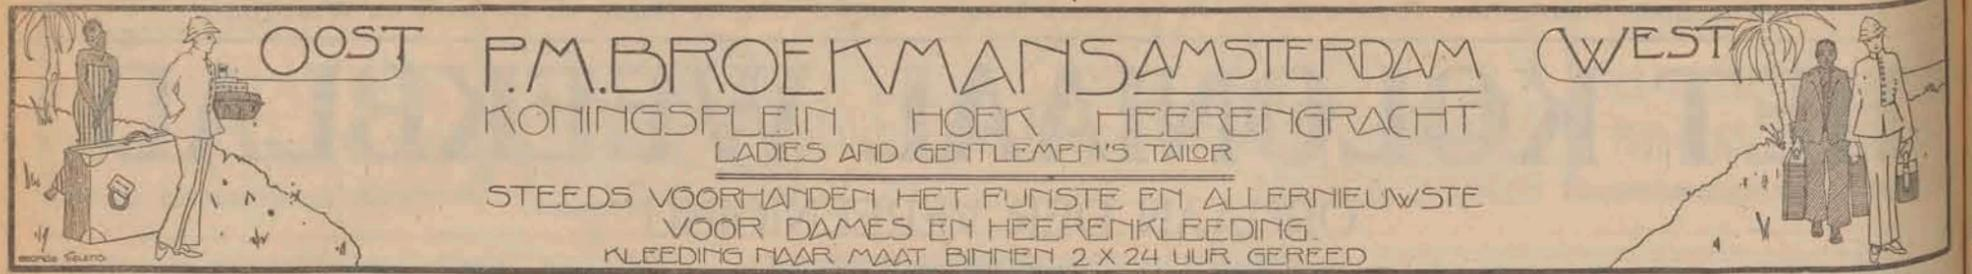 OOST
P.M. BROEKMANS AMSTERDAM
WEST
KONINGSPLEIN HOEK HEERENGRACHT
LADIES AND GENTLEMEN'S TAILOR
STEEDS VOORHANDEN HET FIJNSTE EN ALLERNIEUWSTE
VOOR DAMES EN HEERENKLEEDING.
KLEEDING NAAR MAAT BINNEN 2 X 24 UUR GEREED